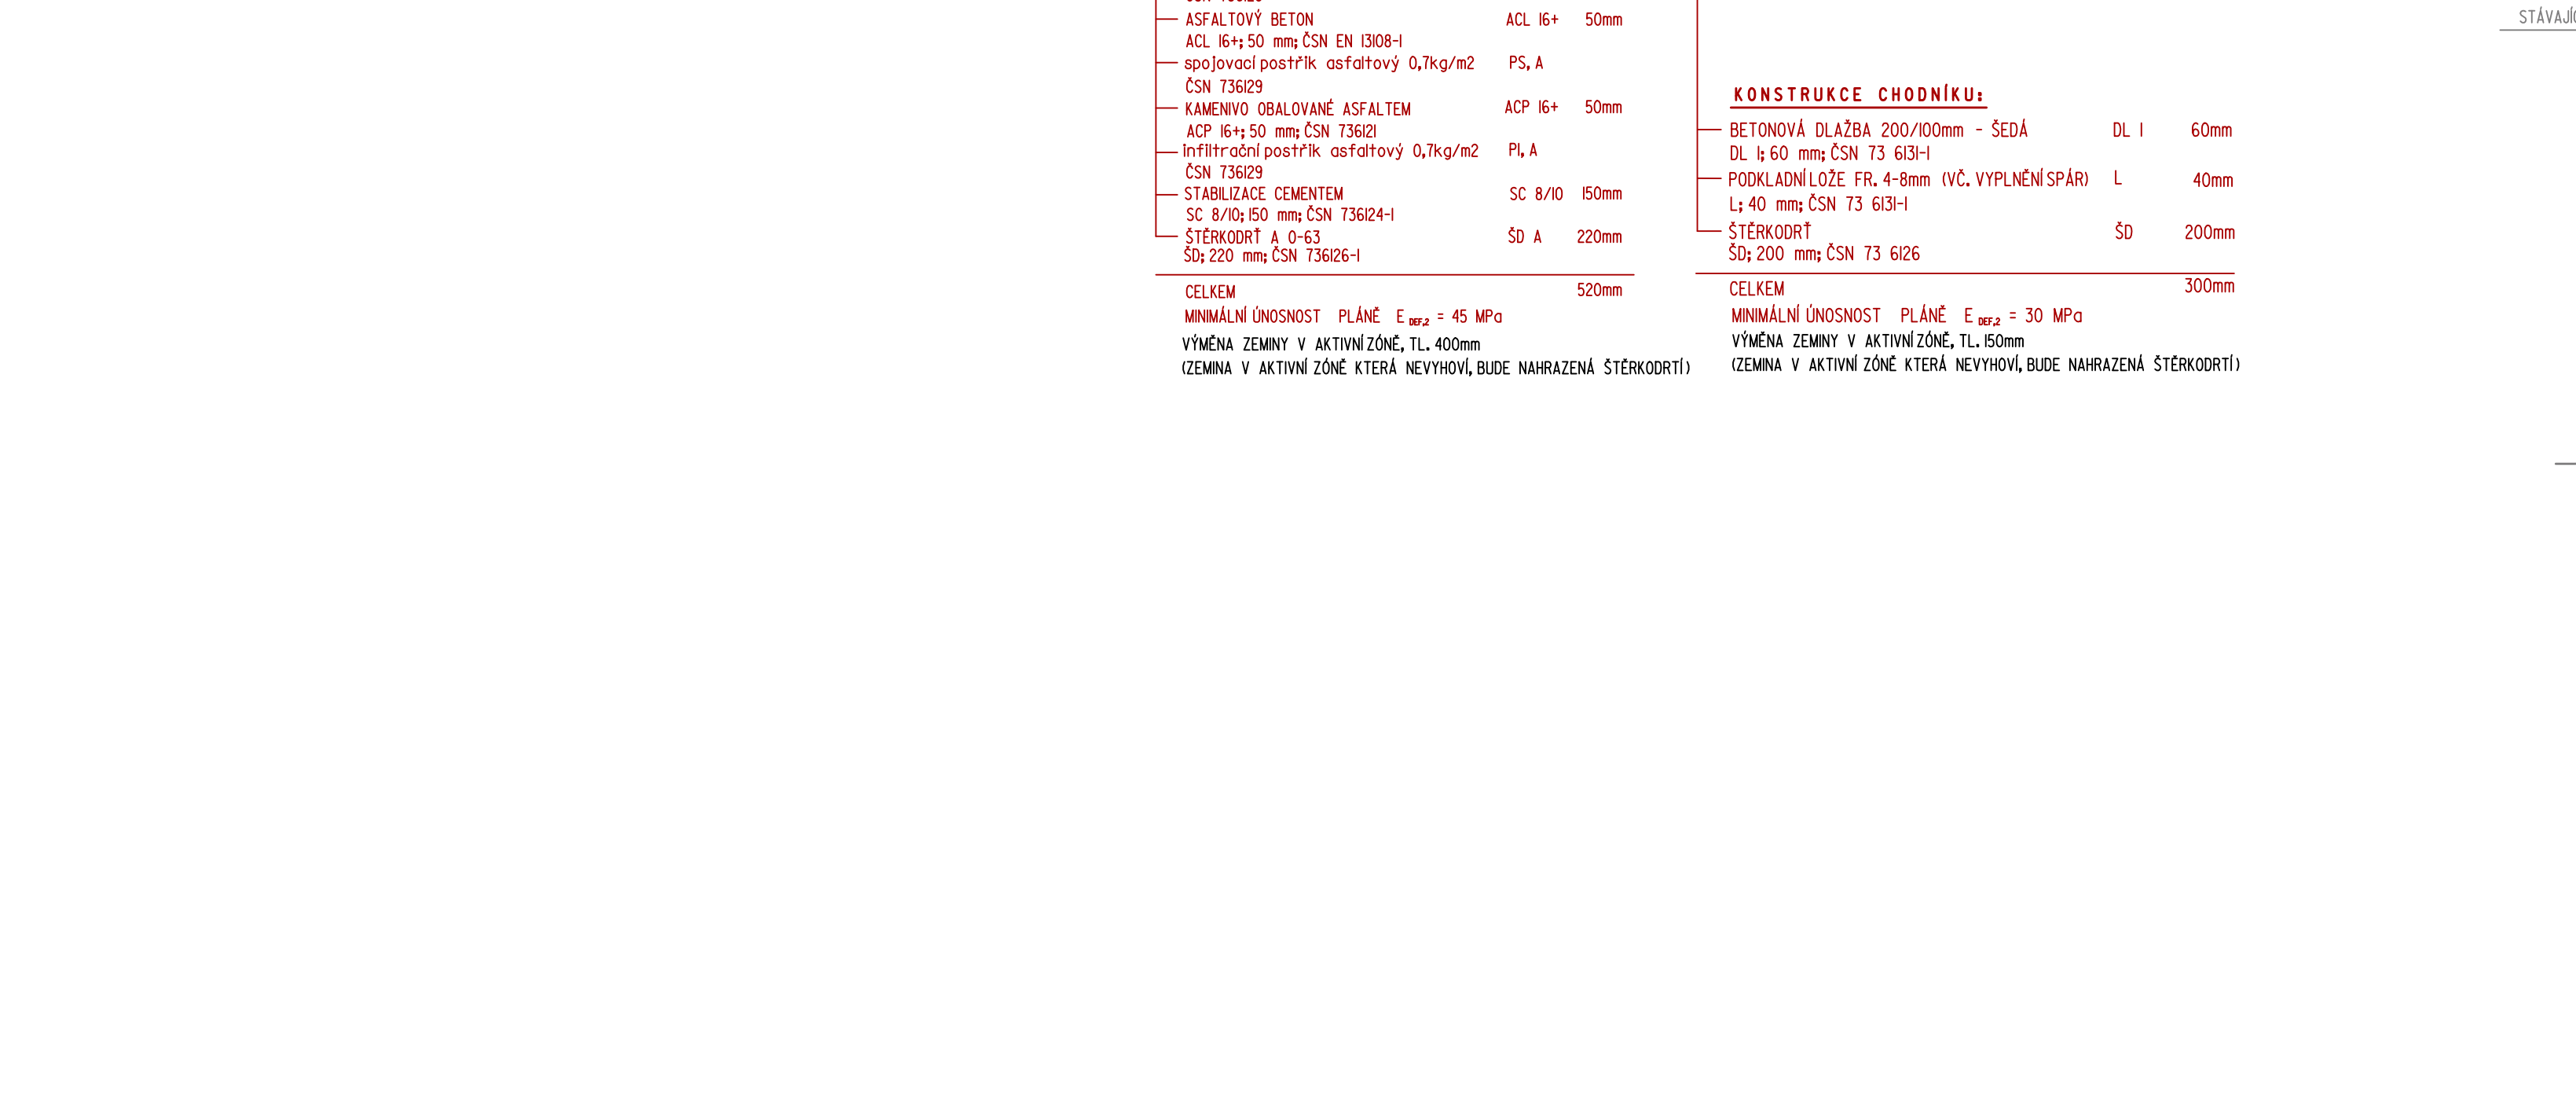 ASFALTOVÝ BETON ACL 16+ 50mm
ACL 16+; 50 mm; ČSN EN 13108-1
spojovací postřik asfaltový 0,7kg/m2 PS, A
ČSN 736129
KAMENIVO OBALOVANÉ ASFALTEM ACP 16+ 50mm
ACP 16+; 50 mm; ČSN 736121
infiltrační postřik asfaltový 0,7kg/m2 PI, A
ČSN 736129
STABILIZACE CEMENTEM SC 8/10 150mm
SC 8/10; 150 mm; ČSN 736124-1
ŠTĚRKODRŤ A 0-63 ŠD A 220mm
ŠD; 220 mm; ČSN 736126-1
CELKEM 520mm
MINIMÁLNÍ ÚNOSNOST PLÁNĚ E DEF,2 = 45 MPa
VÝMĚNA ZEMINY V AKTIVNÍ ZÓNĚ, TL. 400mm
(ZEMINA V AKTIVNÍ ZÓNĚ KTERÁ NEVYHOVÍ, BUDE NAHRAZENÁ ŠTĚRKODRTÍ)
KONSTRUKCE CHODNÍKU:
BETONOVÁ DLAŽBA 200/100mm - ŠEDÁ DL I 60mm
DL I; 60 mm; ČSN 73 6131-1
PODKLADNÍ LOŽE FR. 4-8mm (VČ. VYPLNĚNÍ SPÁR) L 40mm
L; 40 mm; ČSN 73 6131-1
ŠTĚRKODRŤ ŠD 200mm
ŠD; 200 mm; ČSN 73 6126
CELKEM 300mm
MINIMÁLNÍ ÚNOSNOST PLÁNĚ E DEF,2 = 30 MPa
VÝMĚNA ZEMINY V AKTIVNÍ ZÓNĚ, TL. 150mm
(ZEMINA V AKTIVNÍ ZÓNĚ KTERÁ NEVYHOVÍ, BUDE NAHRAZENÁ ŠTĚRKODRTÍ)